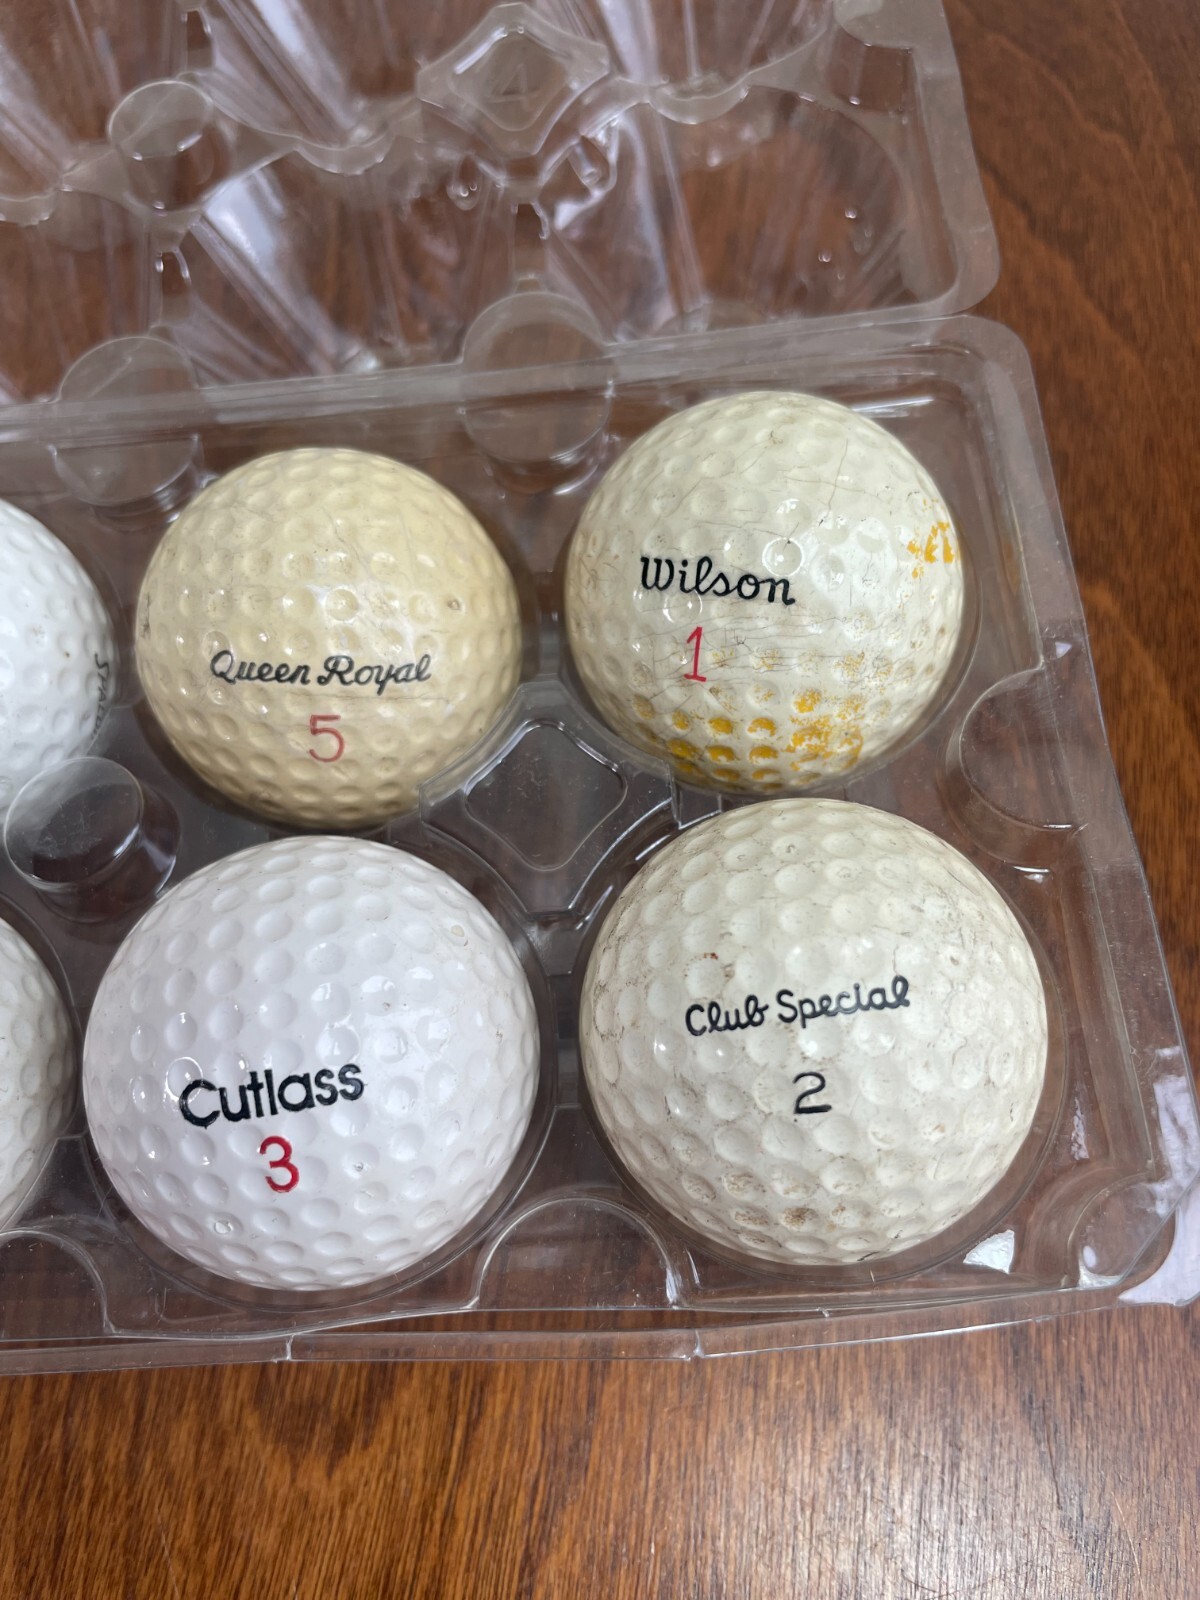 Queen Royal
5
Wilson
1
Cutlass
3
Club Special
2